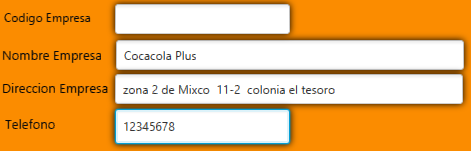 Codigo Empresa
Nombre Empresa Cocacola Plus
Direccion Empresa zona 2 de Mixco 11-2 colonia el tesoro
Telefono 12345678